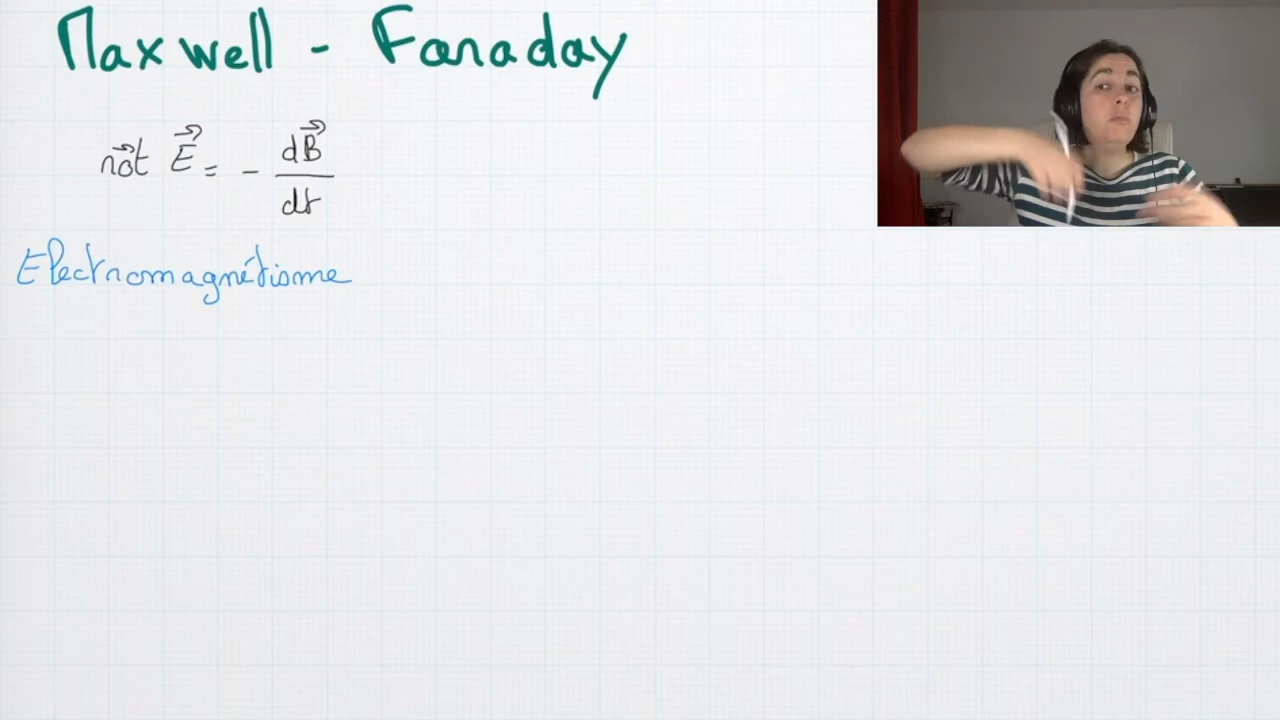 Maxwell - Faraday
rot E = - dB/dt
Electromagnétisme